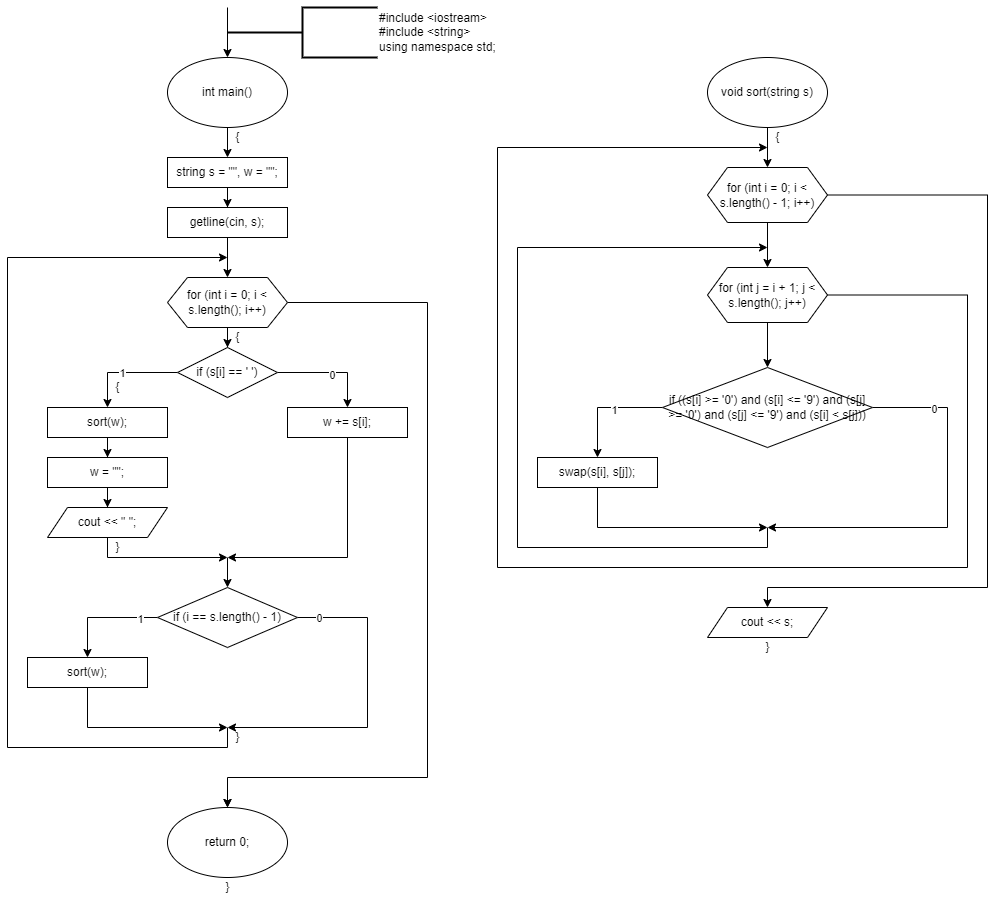 #include <iostream>
#include <string>
using namespace std;
int main()
{
string s = "", w = "";
getline(cin, s);
for (int i = 0; i <
s.length(); i++)
{
if (s[i] == ' ')
1
0
{
sort(w);
w += s[i];
w = "";
cout << " ";
}
if (i == s.length() - 1)
1
0
sort(w);
}
return 0;
}
void sort(string s)
{
for (int i = 0; i <
s.length() - 1; i++)
for (int j = i + 1; j <
s.length(); j++)
if ((s[i] >= '0') and (s[i] <= '9') and (s[j]
>= '0') and (s[j] <= '9') and (s[i] < s[j]))
1
0
swap(s[i], s[j]);
cout << s;
}